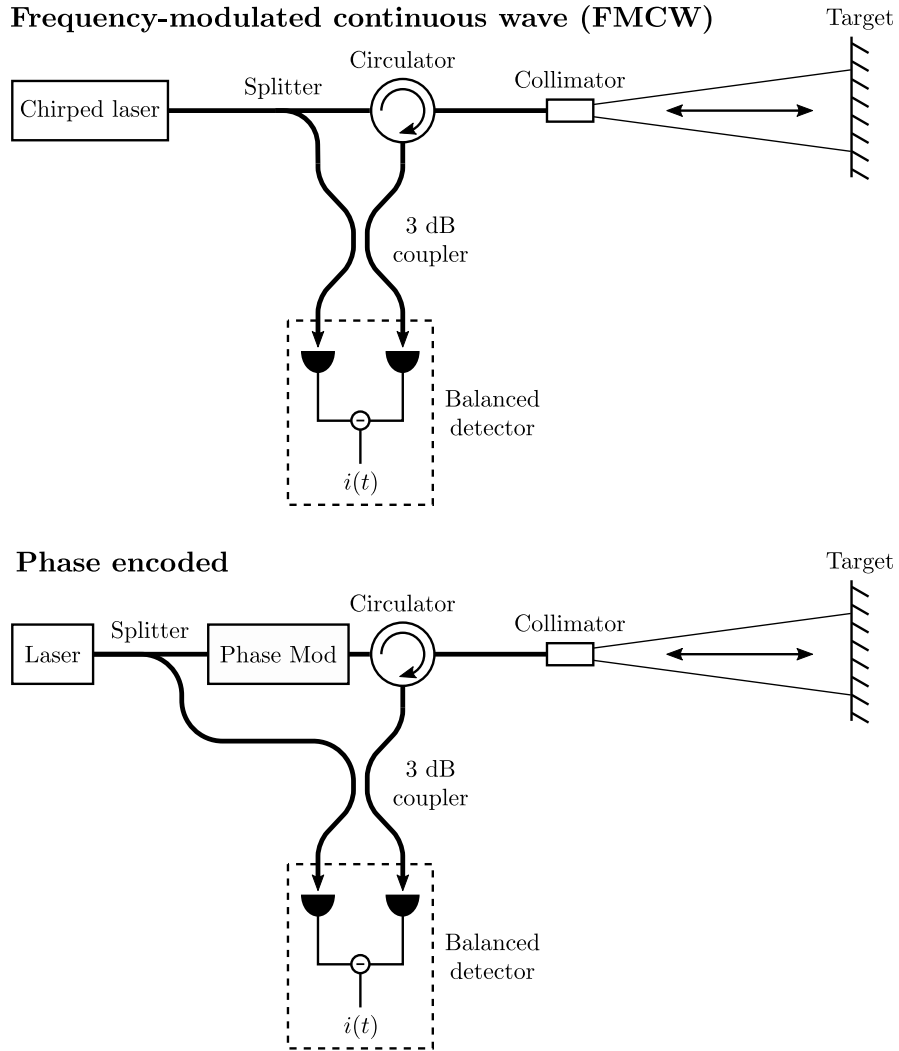 Frequency-modulated continuous wave (FMCW)
Target
Circulator
Splitter
Collimator
Chirped laser
3 dB
coupler
Balanced
detector
−
i(t)
Phase encoded
Target
Circulator
Splitter
Collimator
Laser
Phase Mod
3 dB
coupler
Balanced
detector
−
i(t)